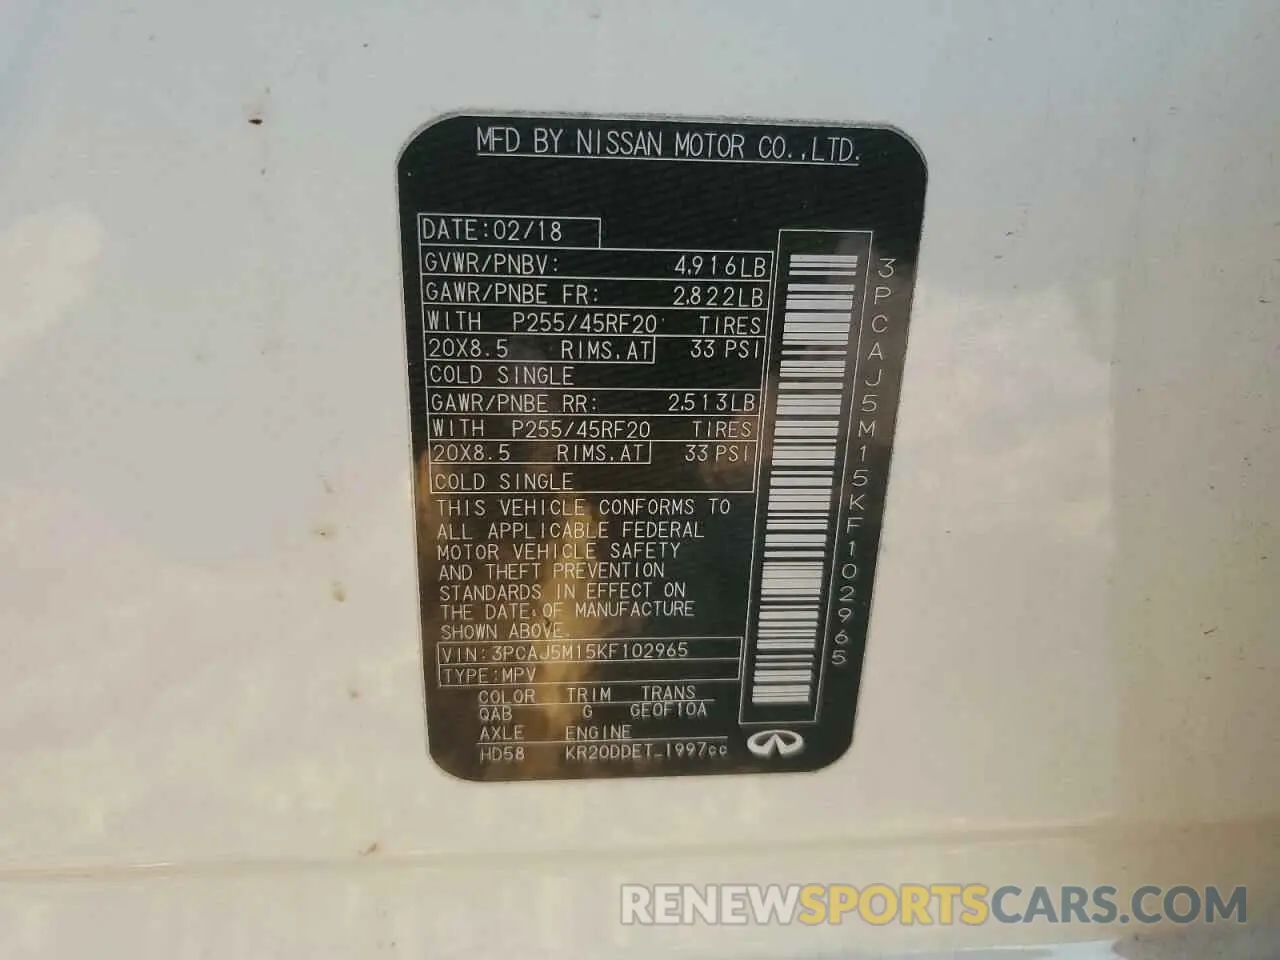 MFD BY NISSAN MOTOR CO.,LTD.
DATE:02/18
GVWR/PNBV: 4,916LB
GAWR/PNBE FR: 2,822LB
WITH P255/45RF20 TIRES
20X8.5 RIMS,AT 33 PSI
COLD SINGLE
GAWR/PNBE RR: 2,513LB
WITH P255/45RF20 TIRES
20X8.5 RIMS,AT 33 PSI
COLD SINGLE
THIS VEHICLE CONFORMS TO
ALL APPLICABLE FEDERAL
MOTOR VEHICLE SAFETY
AND THEFT PREVENTION
STANDARDS IN EFFECT ON
THE DATE OF MANUFACTURE
SHOWN ABOVE.
VIN:3PCAJ5M15KF102965
TYPE:MPV
COLOR TRIM TRANS
QAB G GE0F10A
AXLE ENGINE
HD58 KR20DDET_1997cc
3PCAJ5M15KF102965
RENEWSPORTSCARS.COM